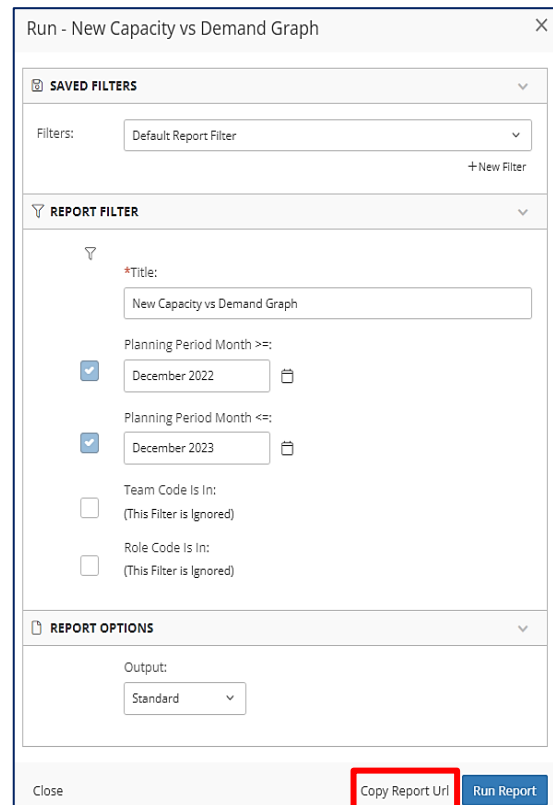 Run - New Capacity vs Demand Graph
SAVED FILTERS
Filters:
Default Report Filter
+New Filter
REPORT FILTER
*Title:
New Capacity vs Demand Graph
Planning Period Month >=:
December 2022
Planning Period Month <=:
December 2023
Team Code Is In:
(This Filter is Ignored)
Role Code Is In:
(This Filter is Ignored)
REPORT OPTIONS
Output:
Standard
Close Copy Report Url Run Report